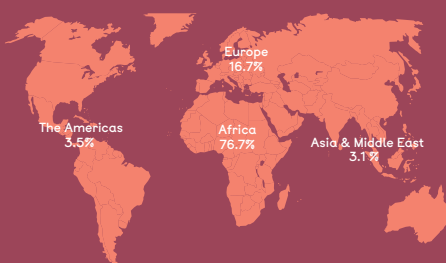 Europe
16.7%
The Americas
3.5%
Africa
76.7%
Asia & Middle East
3.1 %